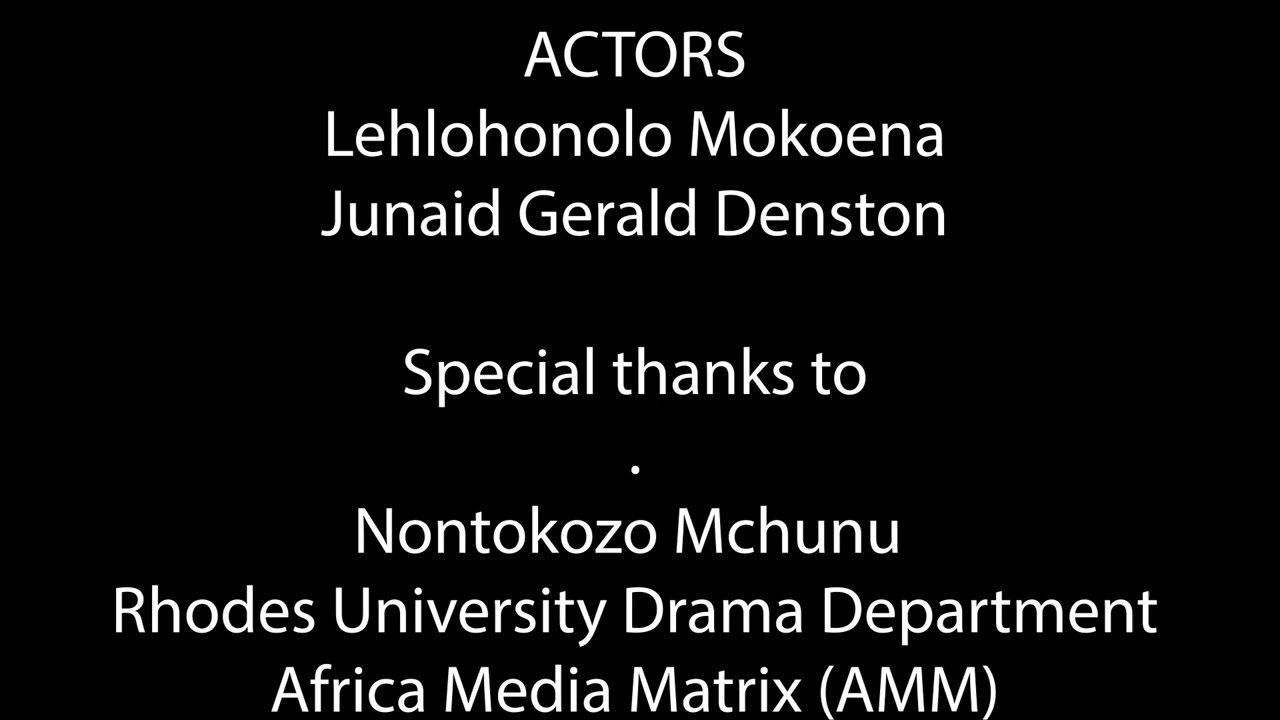 ACTORS
Lehlohonolo Mokoena
Junaid Gerald Denston
Special thanks to
.
Nontokozo Mchunu
Rhodes University Drama Department
Africa Media Matrix (AMM)